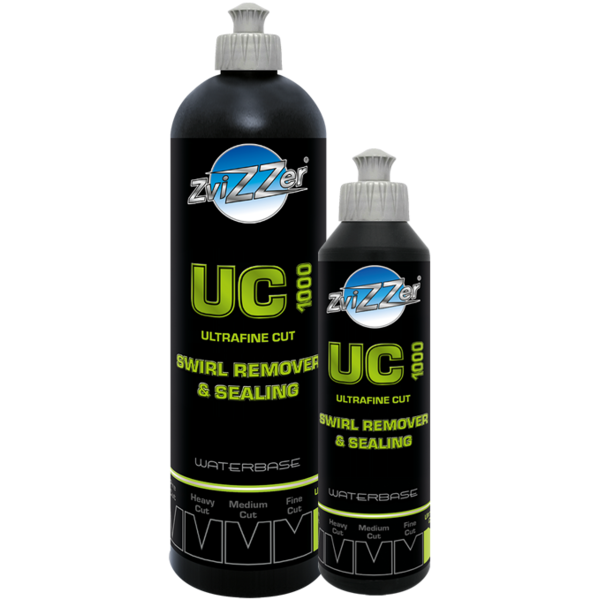 ZviZZer®
UC 1000
ULTRAFINE CUT
SWIRL REMOVER
& SEALING
WATERBASE
Heavy Cut
Medium Cut
Fine Cut
ZviZZer®
UC 1000
ULTRAFINE CUT
SWIRL REMOVER
& SEALING
WATERBASE
Heavy Cut
Medium Cut
Fine Cut